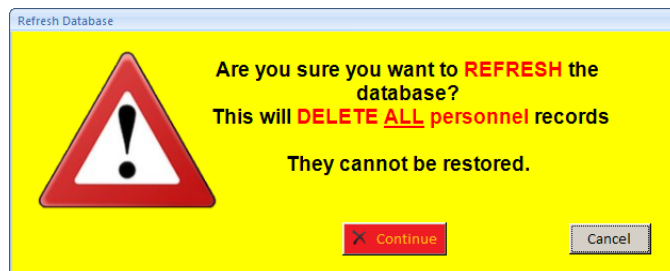 Refresh Database
Are you sure you want to REFRESH the
database?
This will DELETE ALL personnel records
They cannot be restored.
Continue
Cancel